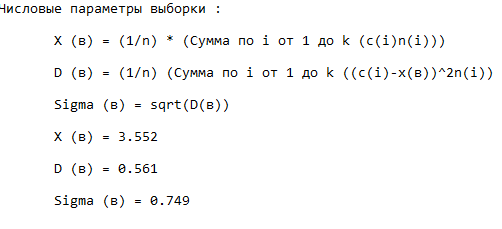 Числовые параметры выборки :
X (в) = (1/n) * (Сумма по i от 1 до k (c(i)n(i)))
D (в) = (1/n) (Сумма по i от 1 до k ((c(i)-x(в))^2n(i))
Sigma (в) = sqrt(D(в))
X (в) = 3.552
D (в) = 0.561
Sigma (в) = 0.749